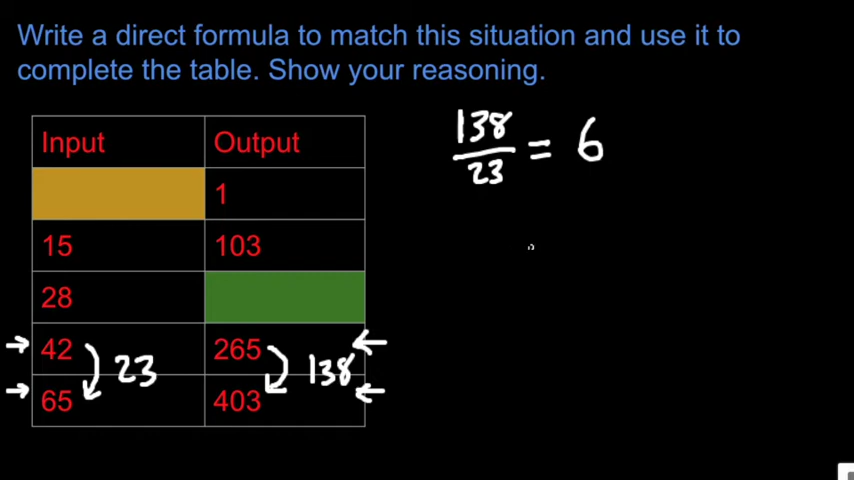 Write a direct formula to match this situation and use it to
complete the table. Show your reasoning.
138
23
= 6
Input Output
1
15 103
28
42 23 265 138
65 403